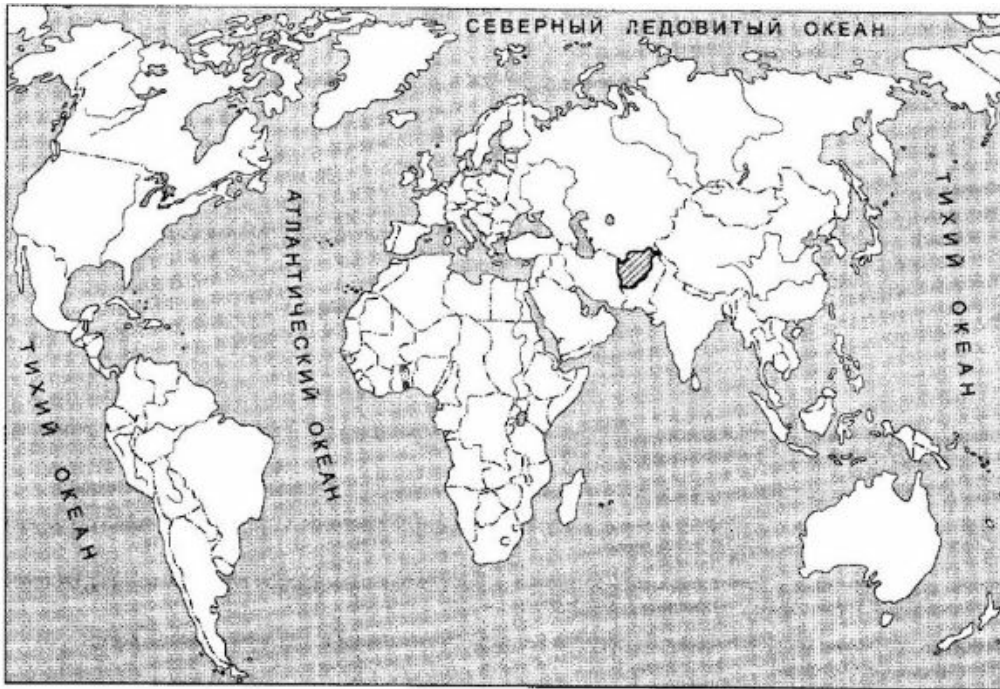 СЕВЕРНЫЙ ЛЕДОВИТЫЙ ОКЕАН
ТИХИЙ ОКЕАН
АТЛАНТИЧЕСКИЙ ОКЕАН
ТИХИЙ ОКЕАН